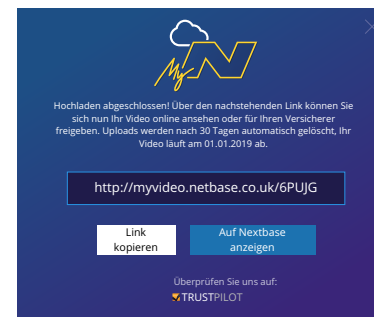 My N
Hochladen abgeschlossen! Über den nachstehenden Link können Sie
sich nun Ihr Video online ansehen oder für Ihren Versicherer
freigeben. Uploads werden nach 30 Tagen automatisch gelöscht, Ihr
Video läuft am 01.01.2019 ab.
http://myvideo.netbase.co.uk/6PUJG
Link
kopieren
Auf Nextbase
anzeigen
Überprüfen Sie uns auf:
TRUSTPILOT